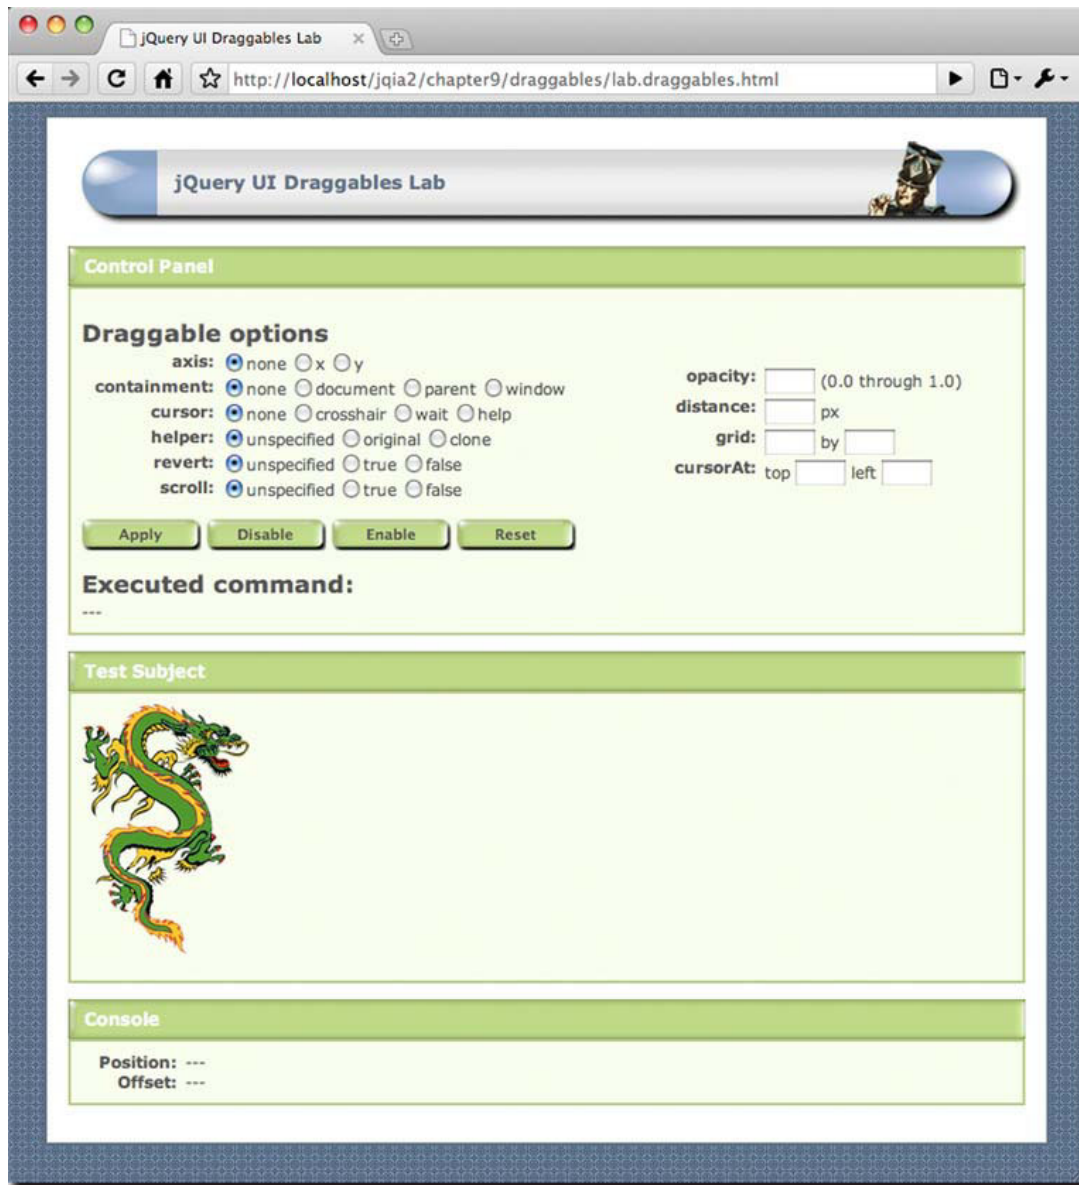 jQuery UI Draggables Lab
http://localhost/jqia2/chapter9/draggables/lab.draggables.html
jQuery UI Draggables Lab
Control Panel
Draggable options
axis: none x y
containment: none document parent window
cursor: none crosshair wait help
helper: unspecified original clone
revert: unspecified true false
scroll: unspecified true false
opacity: (0.0 through 1.0)
distance: px
grid: by
cursorAt: top left
Apply Disable Enable Reset
Executed command:
---
Test Subject
Console
Position: ---
Offset: ---